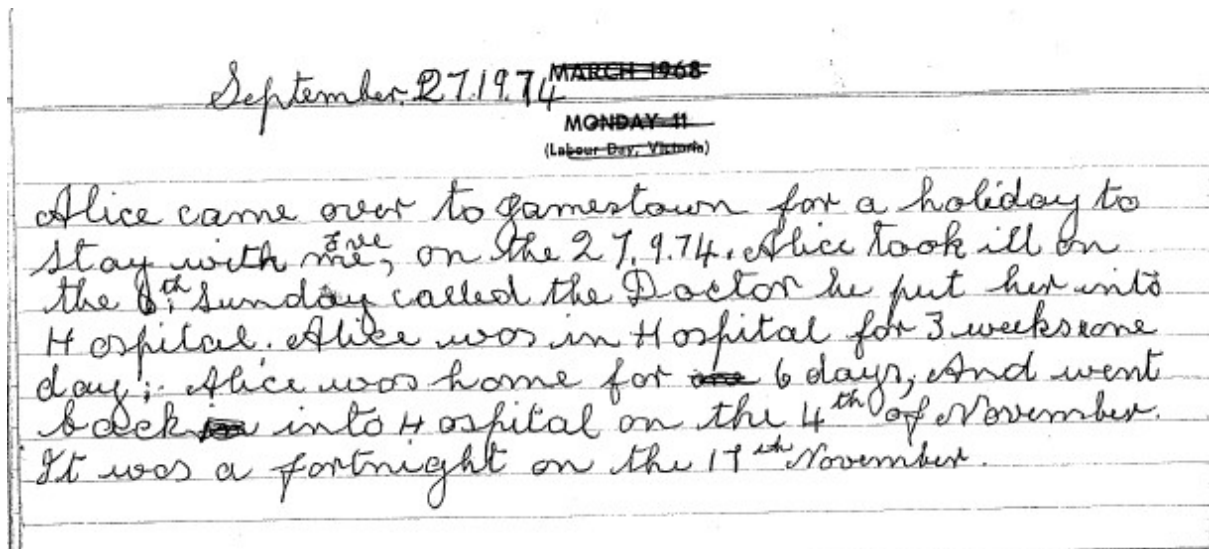 MARCH 1968
September. 27.19.74
MONDAY 11
(Labour Day, Victoria)
Alice came over to Jamestown for a holiday to
stay with me, on the 27.9.74. Alice took ill on
the 6th. Sunday called the Doctor he put her into
Hospital. Alice was in Hospital for 3 weeks one
day; Alice was home for 6 days, And went
back into Hospital on the 4th of November.
It was a fortnight on the 17th November.